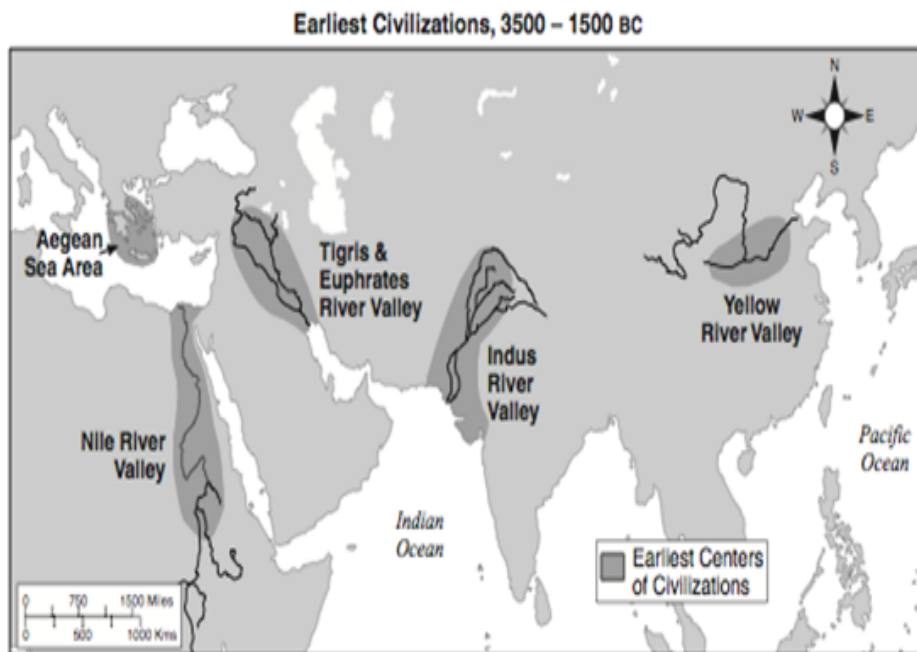 Earliest Civilizations, 3500 – 1500 BC
N
W
E
S
Aegean
Sea Area
Tigris &
Euphrates
River Valley
Yellow
River Valley
Indus
River
Valley
Nile River
Valley
Pacific
Ocean
Indian
Ocean
Earliest Centers
of Civilizations
0 750 1500 Miles
0 500 1000 Kms